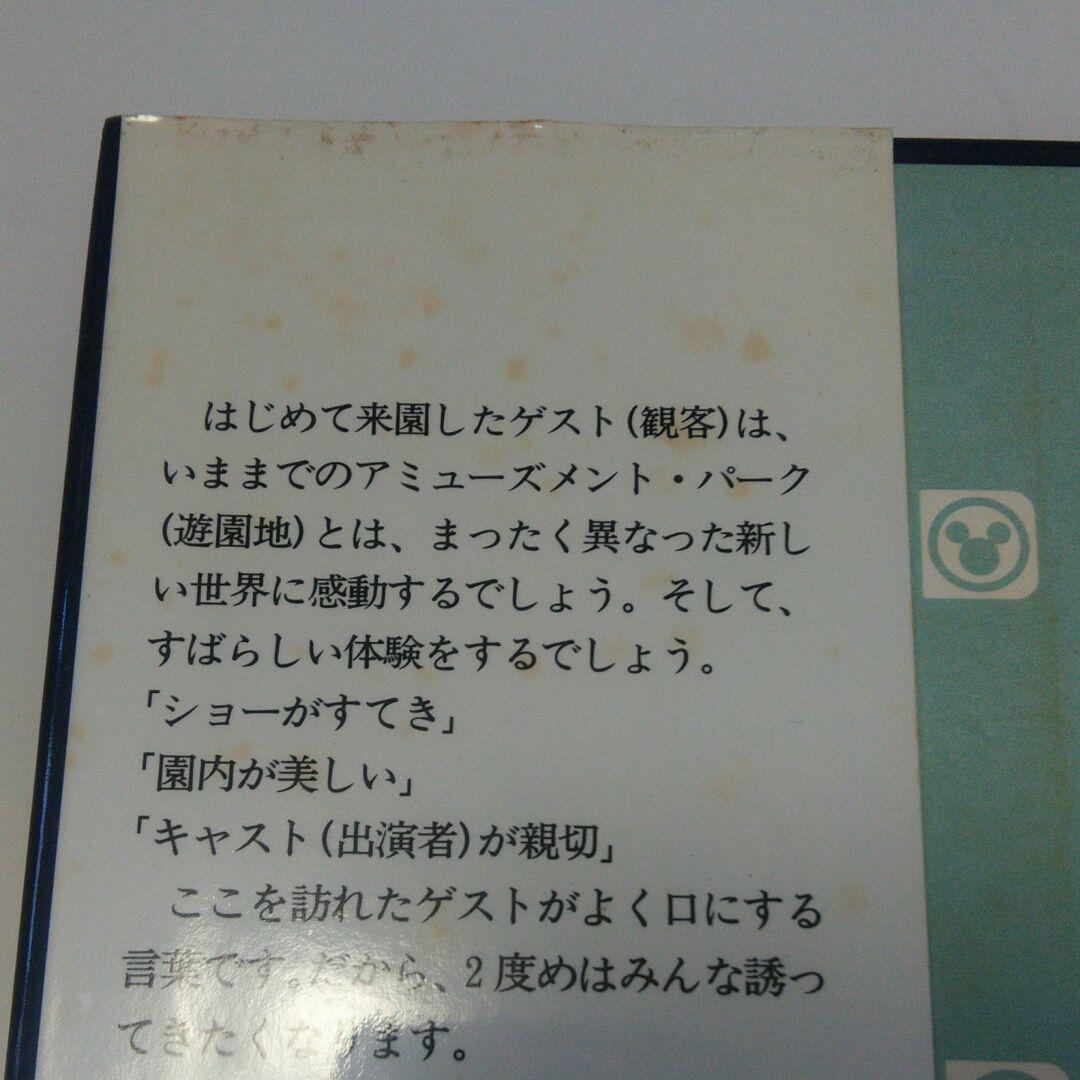 はじめて来園したゲスト(観客)は、
いままでのアミューズメント・パーク
(遊園地)とは、まったく異なった新し
い世界に感動するでしょう。そして、
すばらしい体験をするでしょう。
「ショーがすてき」
「園内が美しい」
「キャスト(出演者)が親切」
ここを訪れたゲストがよく口にする
言葉です。だから、2度めはみんな誘っ
てきたくなります。